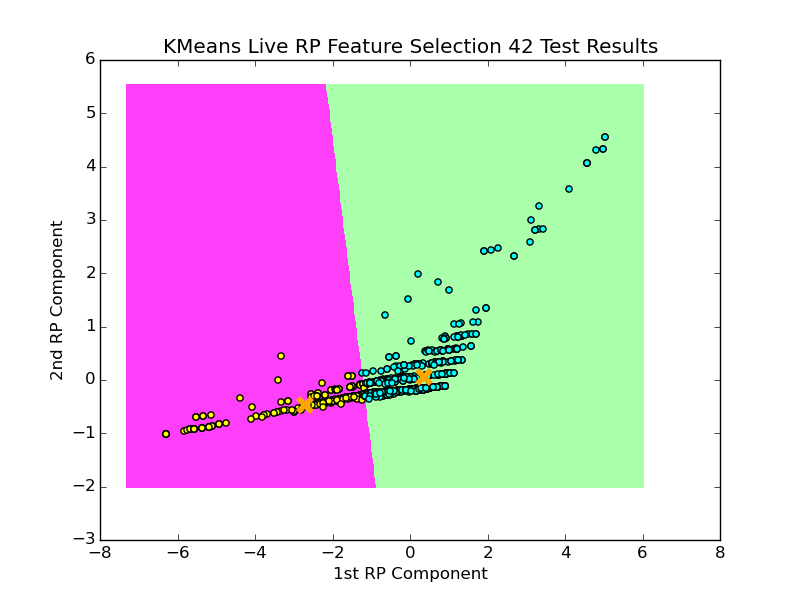 KMeans Live RP Feature Selection 42 Test Results
6
5
4
3
2
1
0
−1
−2
−3
2nd RP Component
−8 −6 −4 −2 0 2 4 6 8
1st RP Component